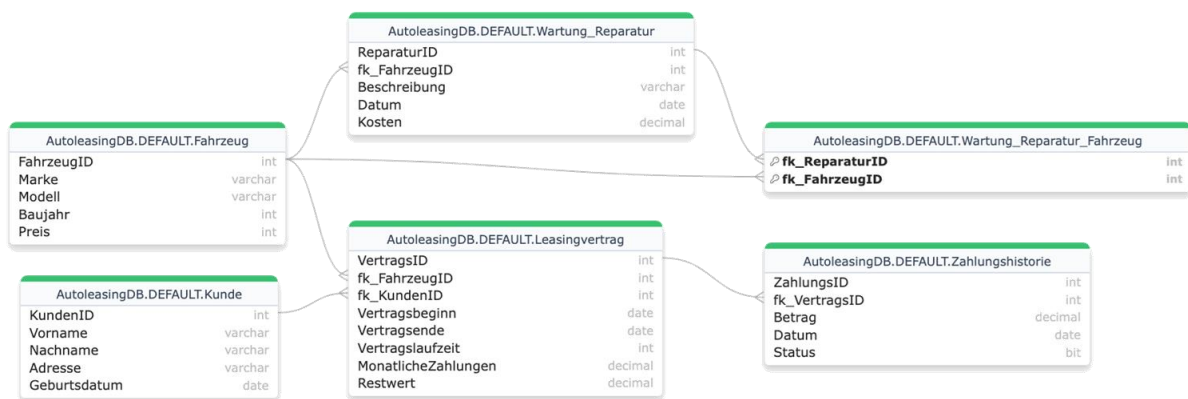 AutoleasingDB.DEFAULT.Wartung_Reparatur
ReparaturID int
fk_FahrzeugID int
Beschreibung varchar
Datum date
Kosten decimal
AutoleasingDB.DEFAULT.Fahrzeug
FahrzeugID int
Marke varchar
Modell varchar
Baujahr int
Preis int
AutoleasingDB.DEFAULT.Wartung_Reparatur_Fahrzeug
fk_ReparaturID int
fk_FahrzeugID int
AutoleasingDB.DEFAULT.Leasingvertrag
VertragsID int
fk_FahrzeugID int
fk_KundenID int
Vertragsbeginn date
Vertragsende date
Vertragslaufzeit int
MonatlicheZahlungen decimal
Restwert decimal
AutoleasingDB.DEFAULT.Kunde
KundenID int
Vorname varchar
Nachname varchar
Adresse varchar
Geburtsdatum date
AutoleasingDB.DEFAULT.Zahlungshistorie
ZahlungsID int
fk_VertragsID int
Betrag decimal
Datum date
Status bit